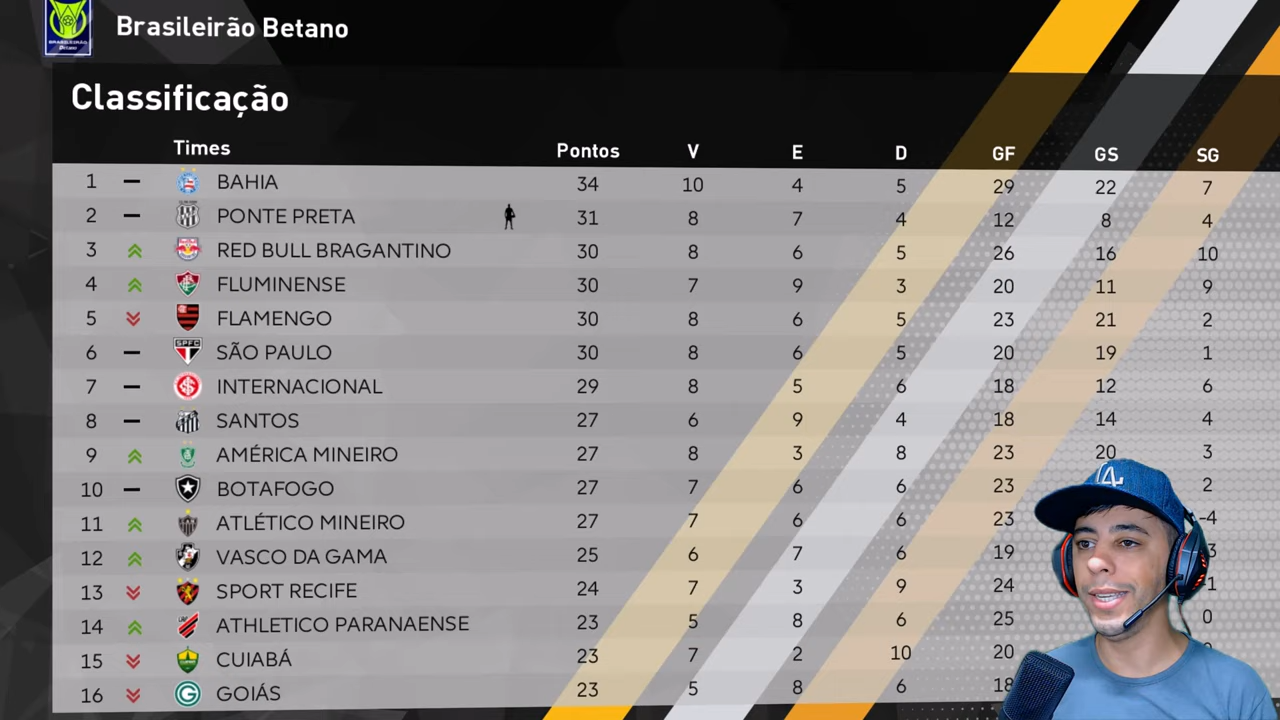 Brasileirão Betano
Classificação
Times Pontos V E D GF GS SG
1 BAHIA 34 10 4 5 29 22 7
2 PONTE PRETA 31 8 7 4 12 8 4
3 RED BULL BRAGANTINO 30 8 6 5 26 16 10
4 FLUMINENSE 30 7 9 3 20 11 9
5 FLAMENGO 30 8 6 5 23 21 2
6 SÃO PAULO 30 8 6 5 20 19 1
7 INTERNACIONAL 29 8 5 6 18 12 6
8 SANTOS 27 6 9 4 18 14 4
9 AMÉRICA MINEIRO 27 8 3 8 23 20 3
10 BOTAFOGO 27 7 6 6 23 2
11 ATLÉTICO MINEIRO 27 7 6 6 23 -4
12 VASCO DA GAMA 25 6 7 6 19
13 SPORT RECIFE 24 7 3 9 24
14 ATHLETICO PARANAENSE 23 5 8 6 25 0
15 CUIABÁ 23 7 2 10 20
16 GOIÁS 23 5 8 6 18